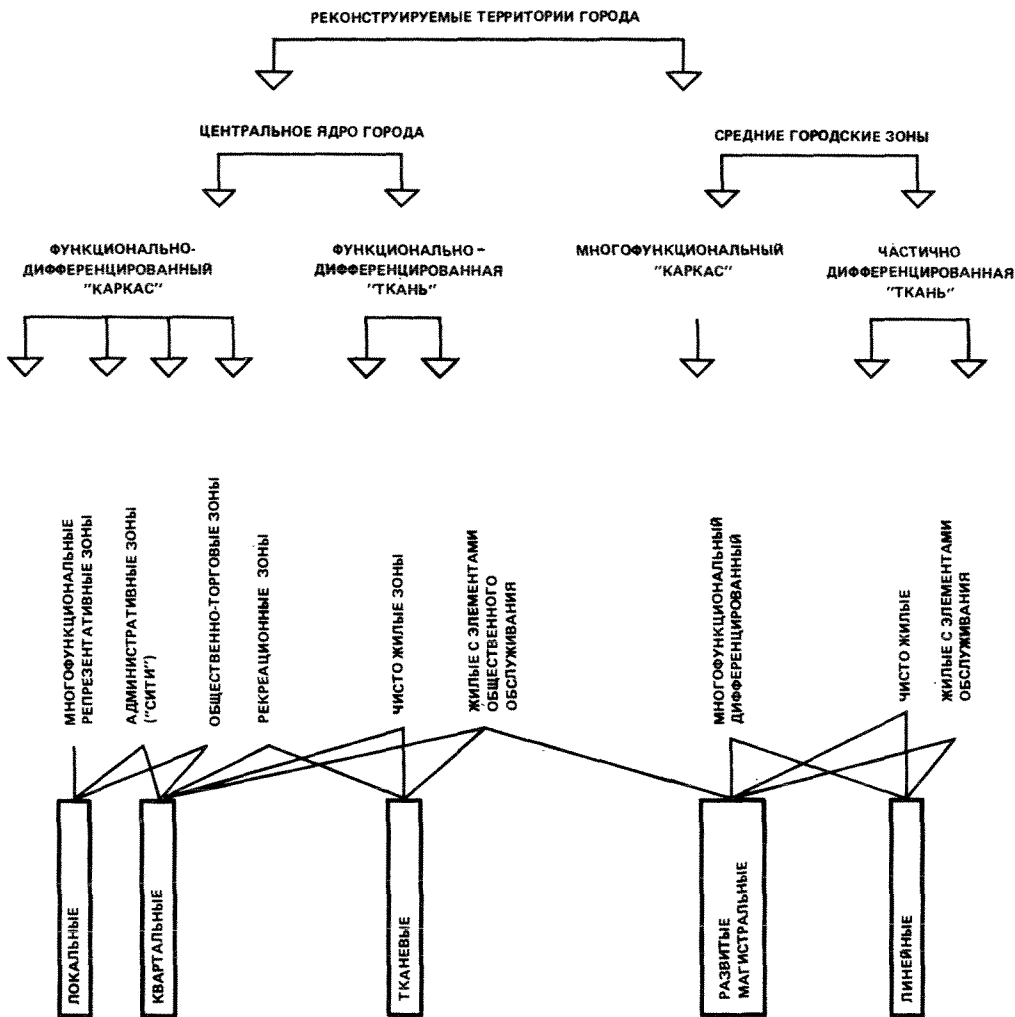 РЕКОНСТРУИРУЕМЫЕ ТЕРРИТОРИИ ГОРОДА
ЦЕНТРАЛЬНОЕ ЯДРО ГОРОДА
СРЕДНИЕ ГОРОДСКИЕ ЗОНЫ
ФУНКЦИОНАЛЬНО-
ДИФФЕРЕНЦИРОВАННЫЙ
"КАРКАС"
ФУНКЦИОНАЛЬНО-
ДИФФЕРЕНЦИРОВАННАЯ
"ТКАНЬ"
МНОГОФУНКЦИОНАЛЬНЫЙ
"КАРКАС"
ЧАСТИЧНО
ДИФФЕРЕНЦИРОВАННАЯ
"ТКАНЬ"
МНОГОФУНКЦИОНАЛЬНЫЕ
РЕПРЕЗЕНТАТИВНЫЕ ЗОНЫ
АДМИНИСТРАТИВНЫЕ ЗОНЫ
("СИТИ")
ОБЩЕСТВЕННО-ТОРГОВЫЕ ЗОНЫ
РЕКРЕАЦИОННЫЕ ЗОНЫ
ЧИСТО ЖИЛЫЕ ЗОНЫ
ЖИЛЫЕ С ЭЛЕМЕНТАМИ
ОБЩЕСТВЕННОГО
ОБСЛУЖИВАНИЯ
МНОГОФУНКЦИОНАЛЬНЫЙ
ДИФФЕРЕНЦИРОВАННЫЙ
ЧИСТО ЖИЛЫЕ
ЖИЛЫЕ С ЭЛЕМЕНТАМИ
ОБСЛУЖИВАНИЯ
ЛОКАЛЬНЫЕ
КВАРТАЛЬНЫЕ
ТКАНЕВЫЕ
РАЗВИТЫЕ
МАГИСТРАЛЬНЫЕ
ЛИНЕЙНЫЕ